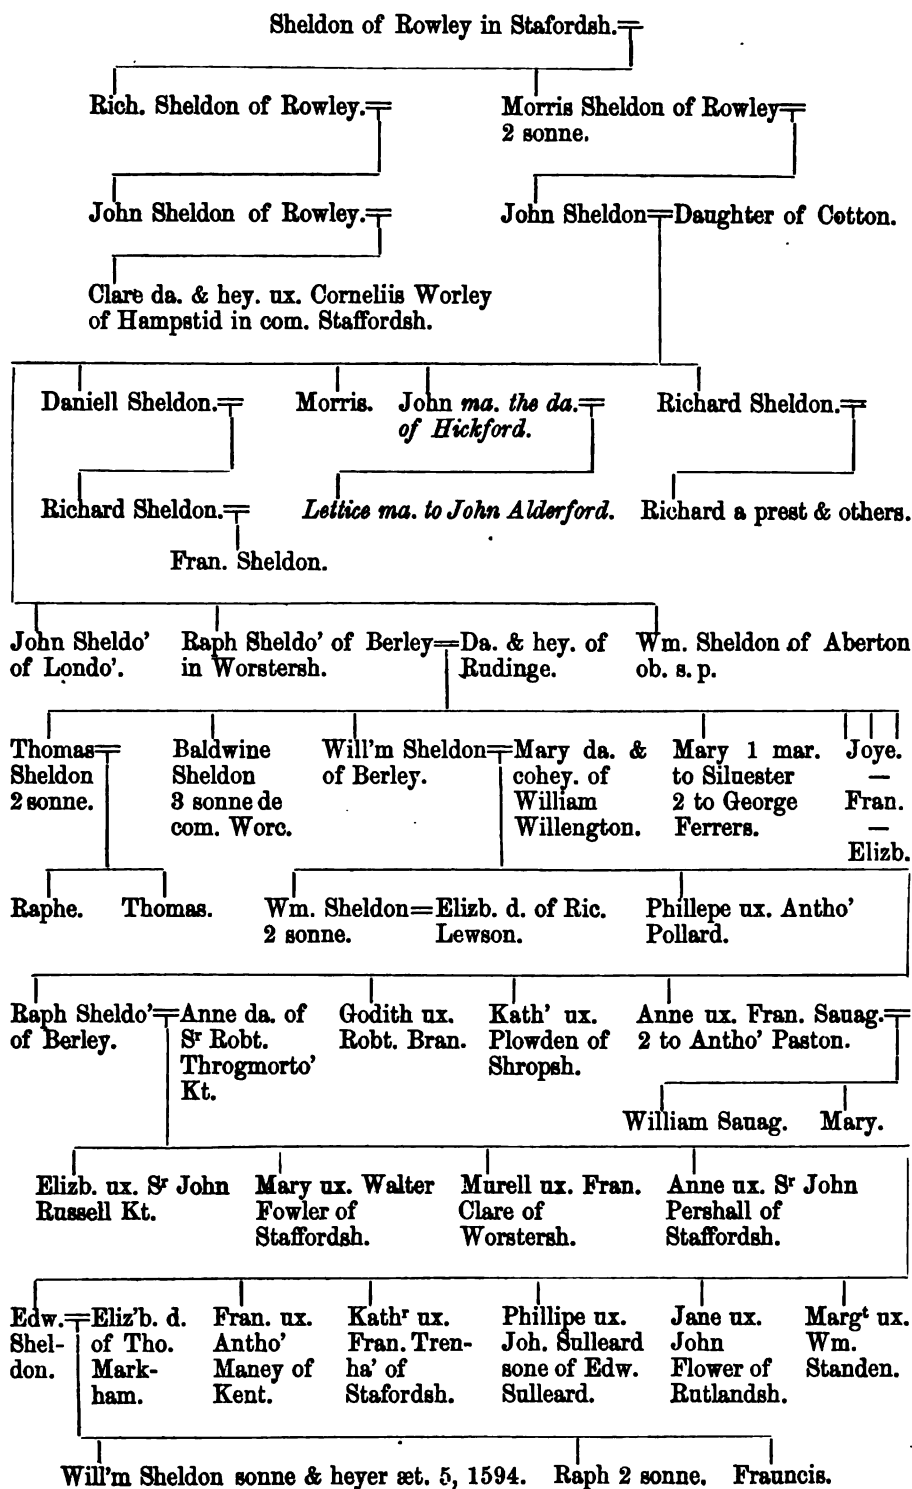 Sheldon of Rowley in Stafordsh.
Rich. Sheldon of Rowley.
Morris Sheldon of Rowley
2 sonne.
John Sheldon of Rowley.
John Sheldon=Daughter of Cotton.
Clare da. & hey. ux. Corneliis Worley
of Hampstid in com. Staffordsh.
Daniell Sheldon.
Morris.
John ma. the da.
of Hickford.
Richard Sheldon.
Richard Sheldon.
Lettice ma. to John Alderford.
Richard a prest & others.
Fran. Sheldon.
John Sheldo'
of Londo'.
Raph Sheldo' of Berley
in Worstersh.
Da. & hey. of
Rudinge.
Wm. Sheldon of Aberton
ob. s. p.
Thomas
Sheldon
2 sonne.
Baldwine
Sheldon
3 sonne de
com. Worc.
Will'm Sheldon
of Berley.
Mary da. &
cohey. of
William
Willengton.
Mary 1 mar.
to Siluester
2 to George
Ferrers.
Joye.
—
Fran.
—
Elizb.
Raphe.
Thomas.
Wm. Sheldon
2 sonne.
Elizb. d. of Ric.
Lewson.
Phillepe ux. Antho'
Pollard.
Raph Sheldo'
of Berley.
Anne da. of
Sr Robt.
Throgmorto'
Kt.
Godith ux.
Robt. Bran.
Kath' ux.
Plowden of
Shropsh.
Anne ux. Fran. Sauag.
2 to Antho' Paston.
William Sauag.
Mary.
Elizb. ux. Sr John
Russell Kt.
Mary ux. Walter
Fowler of
Staffordsh.
Murell ux. Fran.
Clare of
Worstersh.
Anne ux. Sr John
Pershall of
Staffordsh.
Edw.
Shel-
don.
Eliz'b. d.
of Tho.
Mark-
ham.
Fran. ux.
Antho'
Maney of
Kent.
Kathr ux.
Fran. Tren-
ha' of
Stafordsh.
Phillipe ux.
Joh. Sulleard
sone of Edw.
Sulleard.
Jane ux.
John
Flower of
Rutlandsh.
Margt ux.
Wm.
Standen.
Will'm Sheldon sonne & heyer æt. 5, 1594.
Raph 2 sonne.
Frauncis.